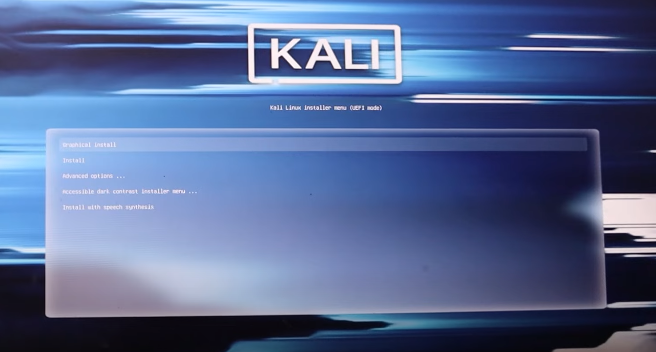 KALI
Kali Linux installer menu (UEFI mode)
Graphical install
Install
Advanced options ...
Accessible dark contrast installer menu ...
Install with speech synthesis